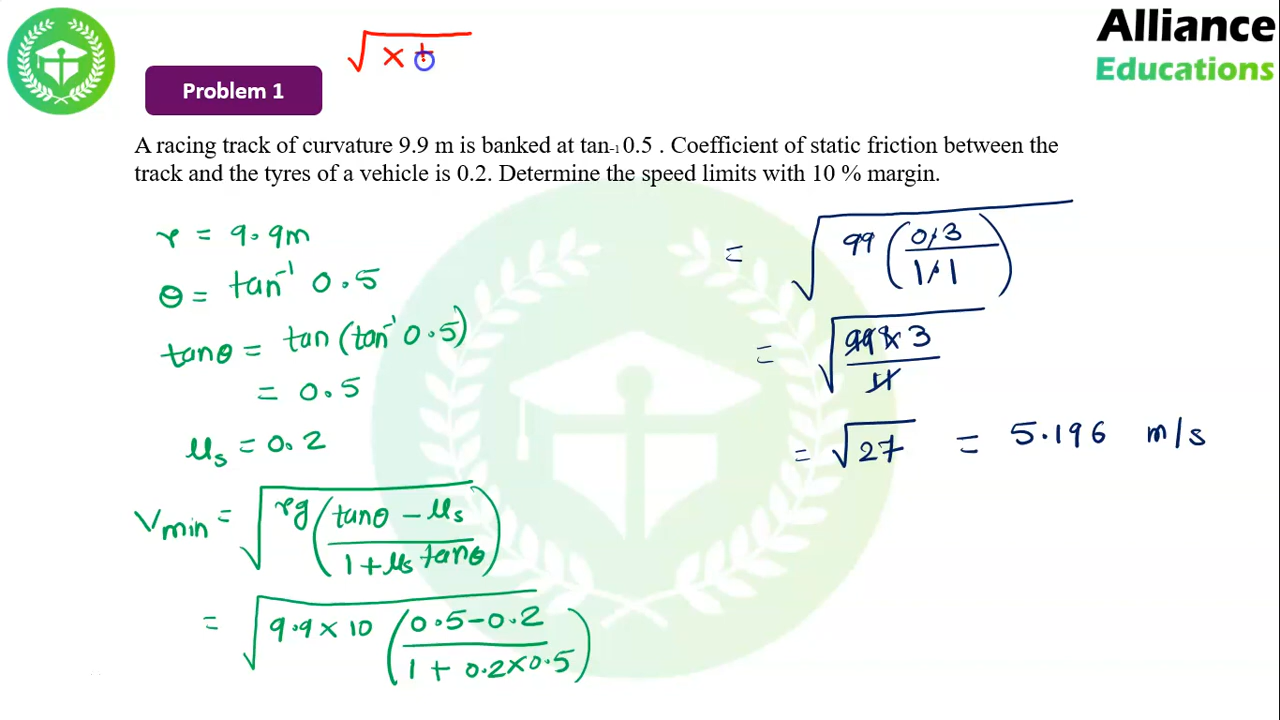 Alliance
Educations
√(x t
Problem 1
A racing track of curvature 9.9 m is banked at tan-1 0.5 . Coefficient of static friction between the
track and the tyres of a vehicle is 0.2. Determine the speed limits with 10 % margin.
r = 9.9m
θ = tan⁻¹ 0.5
tanθ = tan (tan⁻¹ 0.5)
= 0.5
μs = 0.2
Vmin = √(rg ((tanθ - μs)/(1 + μs tanθ)))
= √(9.9 × 10 ((0.5 - 0.2)/(1 + 0.2 × 0.5)))
= √(99 (0.3/1.1))
= √((99 × 3)/11)
= √27 = 5.196 m/s